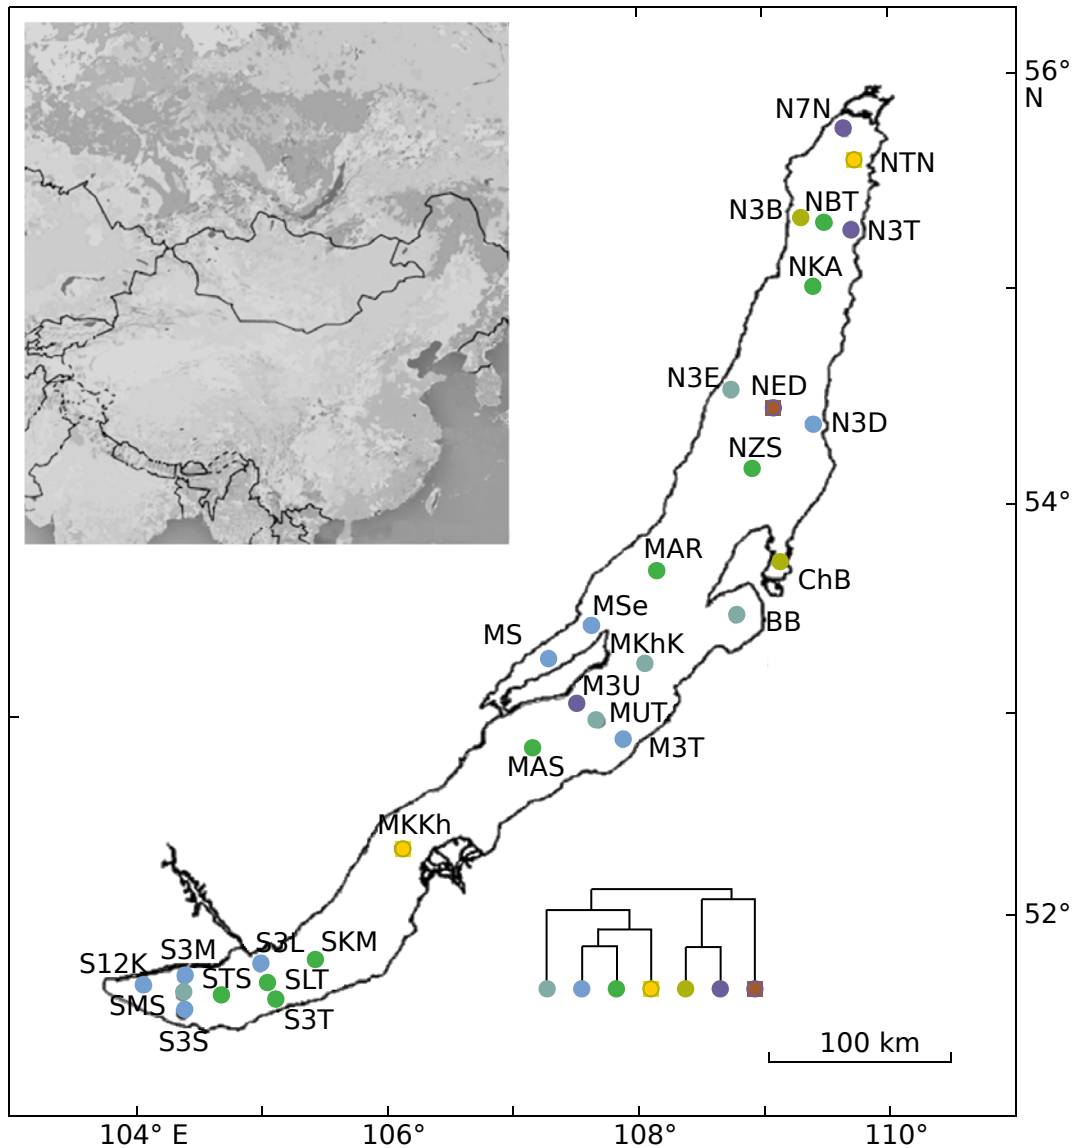 56°
N
N7N
NTN
N3B
NBT
N3T
NKA
N3E
NED
N3D
NZS
54°
MAR
ChB
MSe
BB
MS
MKhK
M3U
MUT
M3T
MAS
MKKh
52°
S3L
SKM
S3M
S12K
STS
SLT
SMS
S3T
S3S
100 km
104° E
106°
108°
110°